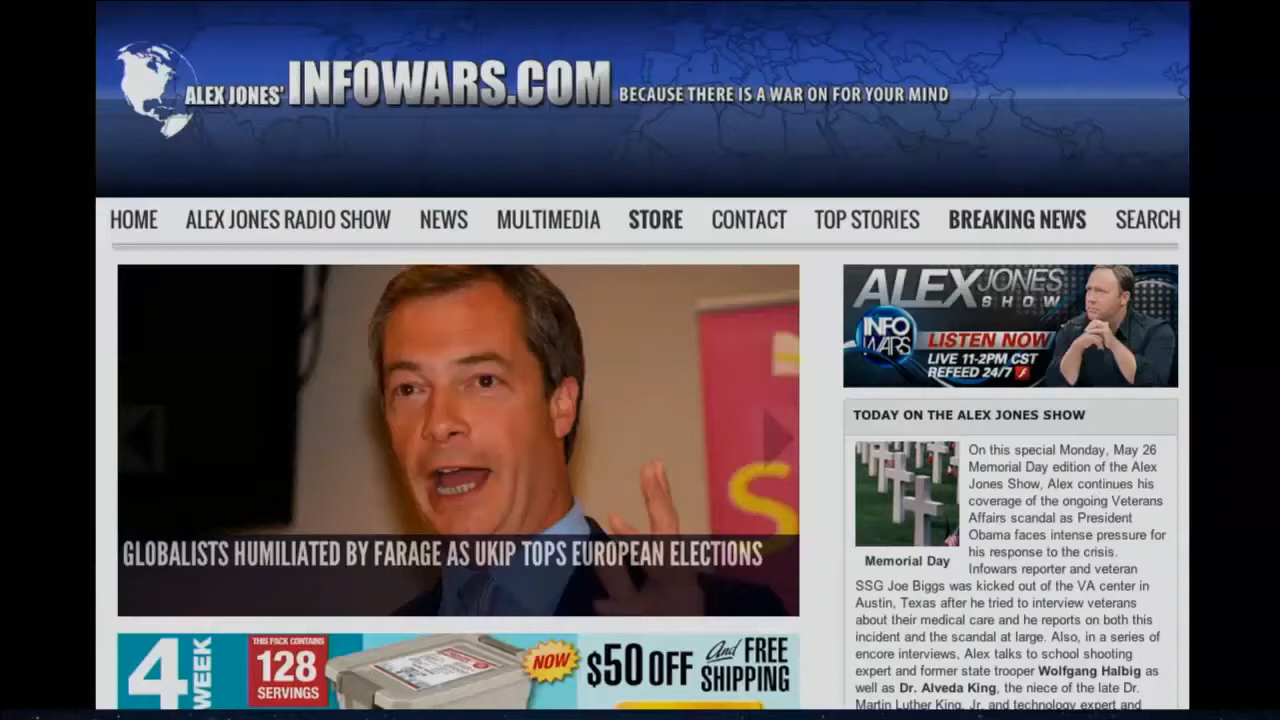 ALEX JONES' INFOWARS.COM BECAUSE THERE IS A WAR ON FOR YOUR MIND
HOME ALEX JONES RADIO SHOW NEWS MULTIMEDIA STORE CONTACT TOP STORIES BREAKING NEWS SEARCH
GLOBALISTS HUMILIATED BY FARAGE AS UKIP TOPS EUROPEAN ELECTIONS
4 WEEK
THIS PACK CONTAINS
128
SERVINGS
NOW
$50 OFF And FREE
SHIPPING
ALEX JONES
SHOW
INFO
WARS
LISTEN NOW
LIVE 11-2PM CST
REFEED 24/7
TODAY ON THE ALEX JONES SHOW
Memorial Day
On this special Monday, May 26
Memorial Day edition of the Alex
Jones Show, Alex continues his
coverage of the ongoing Veterans
Affairs scandal as President
Obama faces intense pressure for
his response to the crisis.
Infowars reporter and veteran
SSG Joe Biggs was kicked out of the VA center in
Austin, Texas after he tried to interview veterans
about their medical care and he reports on both this
incident and the scandal at large. Also, in a series of
encore interviews, Alex talks to school shooting
expert and former state trooper Wolfgang Halbig as
well as Dr. Alveda King, the niece of the late Dr.
Martin Luther King, Jr. and technology expert and